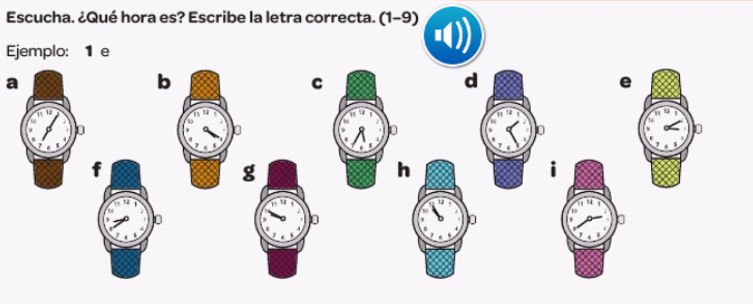 Escucha. ¿Qué hora es? Escribe la letra correcta. (1–9)
Ejemplo: 1 e
a b c d e
f g h i